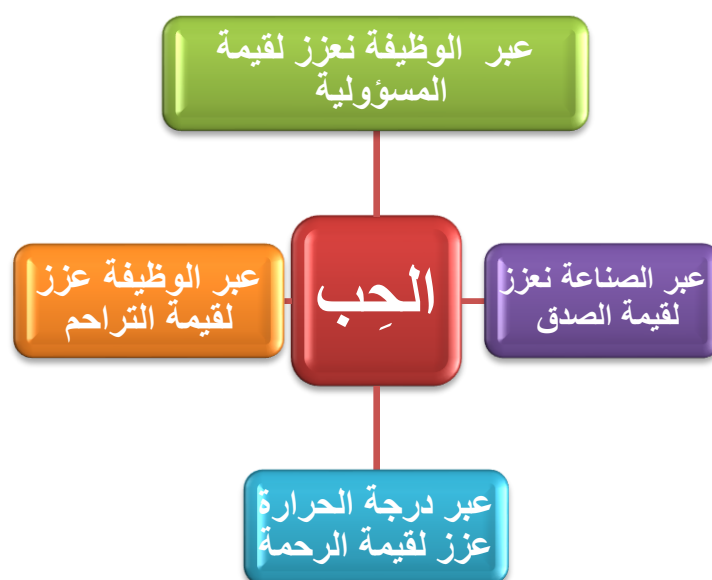 عبر الوظيفة نعزز لقيمة
المسؤولية
عبر الصناعة نعزز
لقيمة الصدق
الحِب
عبر الوظيفة عزز
لقيمة التراحم
عبر درجة الحرارة
عزز لقيمة الرحمة